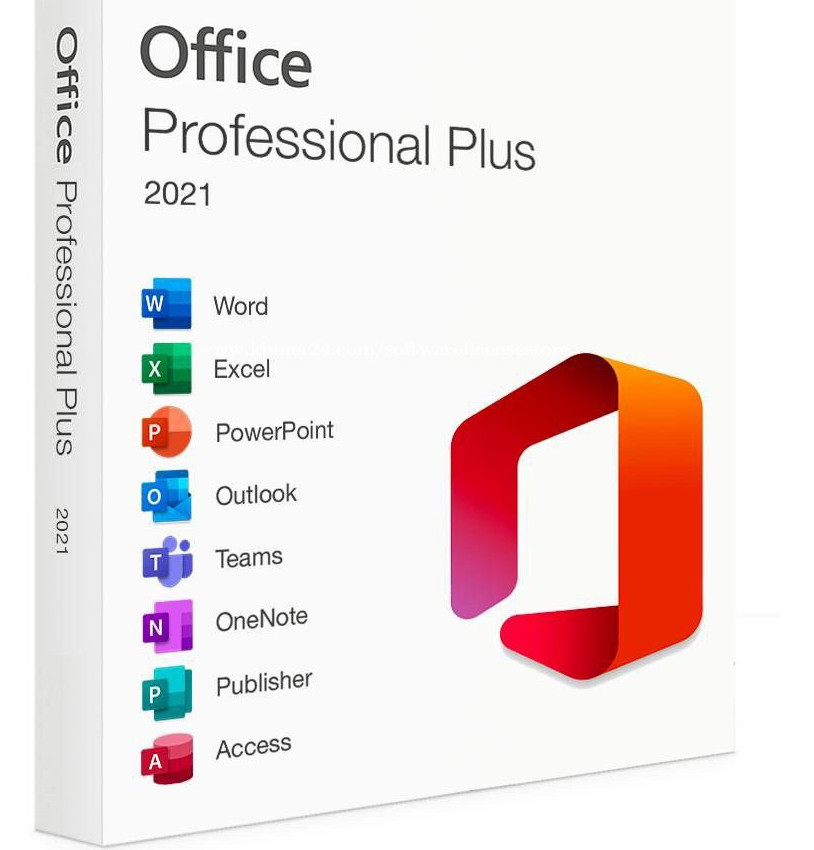 Office Professional Plus 2021
Office
Professional Plus
2021
W Word
X Excel
P PowerPoint
O Outlook
T Teams
N OneNote
P Publisher
A Access